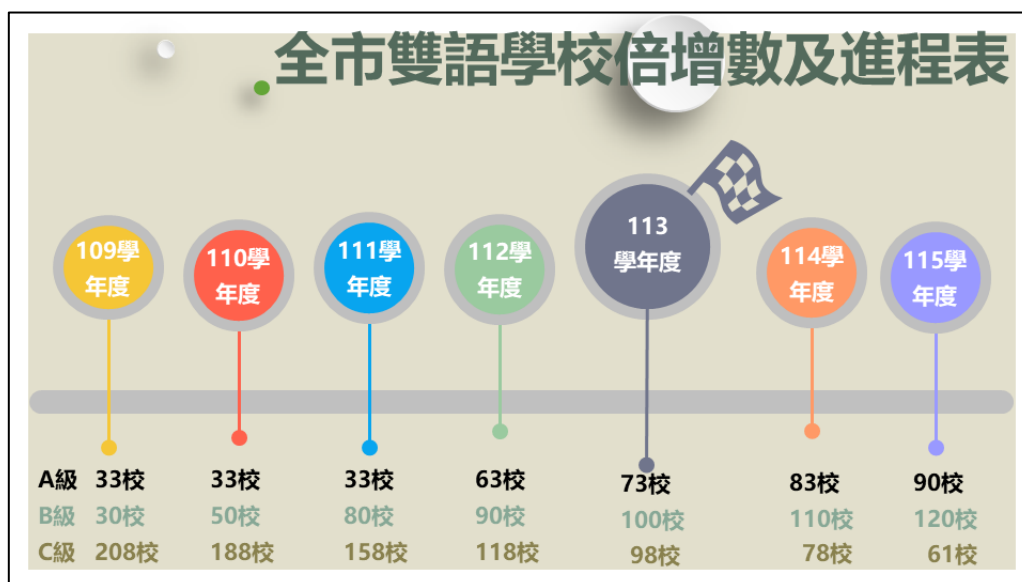 全市雙語學校倍增數及進程表
109學
年度
110學
年度
111學
年度
112學
年度
113
學年度
114學
年度
115學
年度
A級 33校 33校 33校 63校 73校 83校 90校
B級 30校 50校 80校 90校 100校 110校 120校
C級 208校 188校 158校 118校 98校 78校 61校